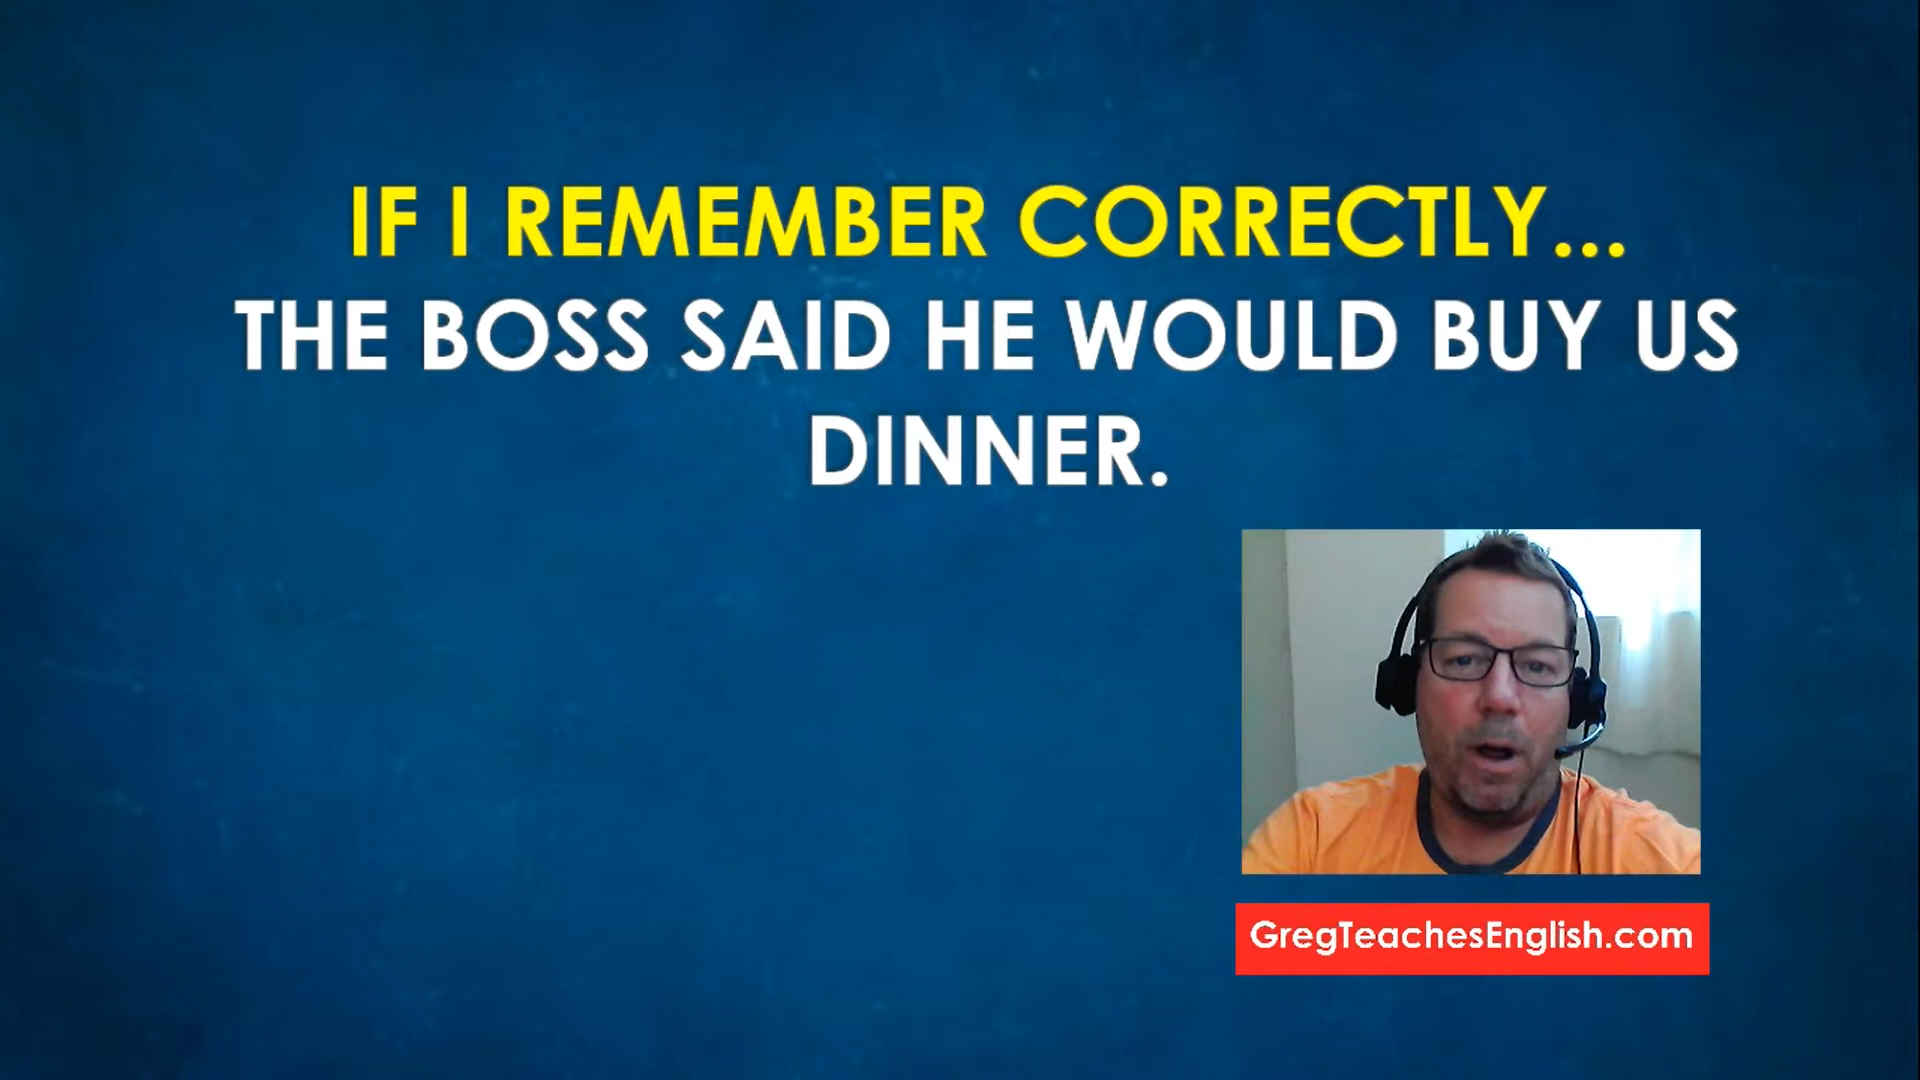 IF I REMEMBER CORRECTLY...
THE BOSS SAID HE WOULD BUY US
DINNER.
GregTeachesEnglish.com